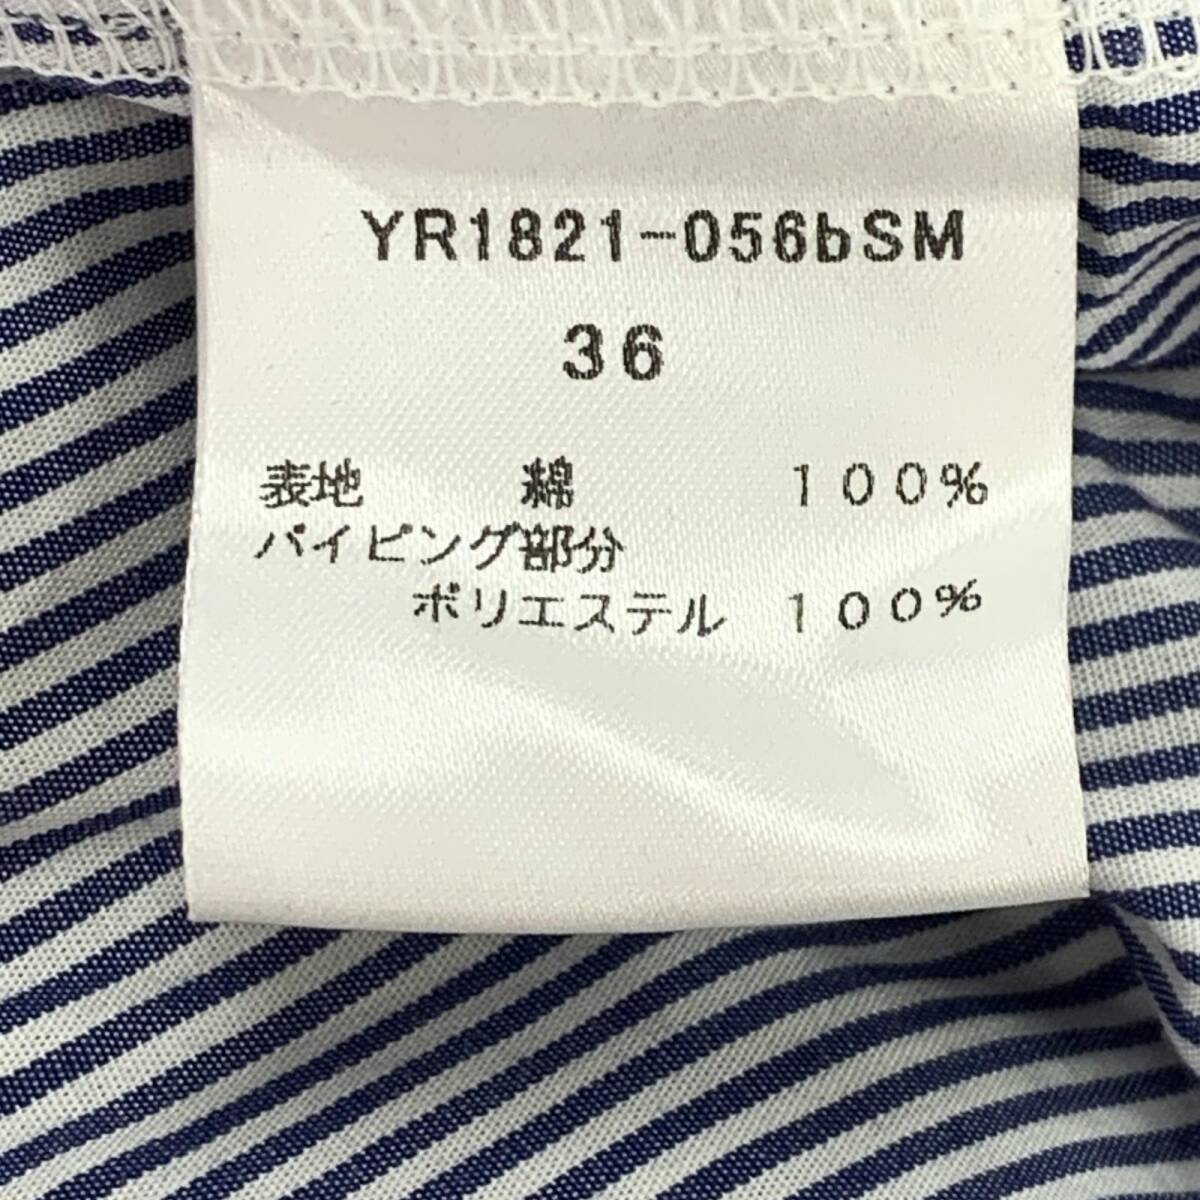 YR1821-056bSM
36
表地 綿 100%
パイピング部分
ポリエステル 100%